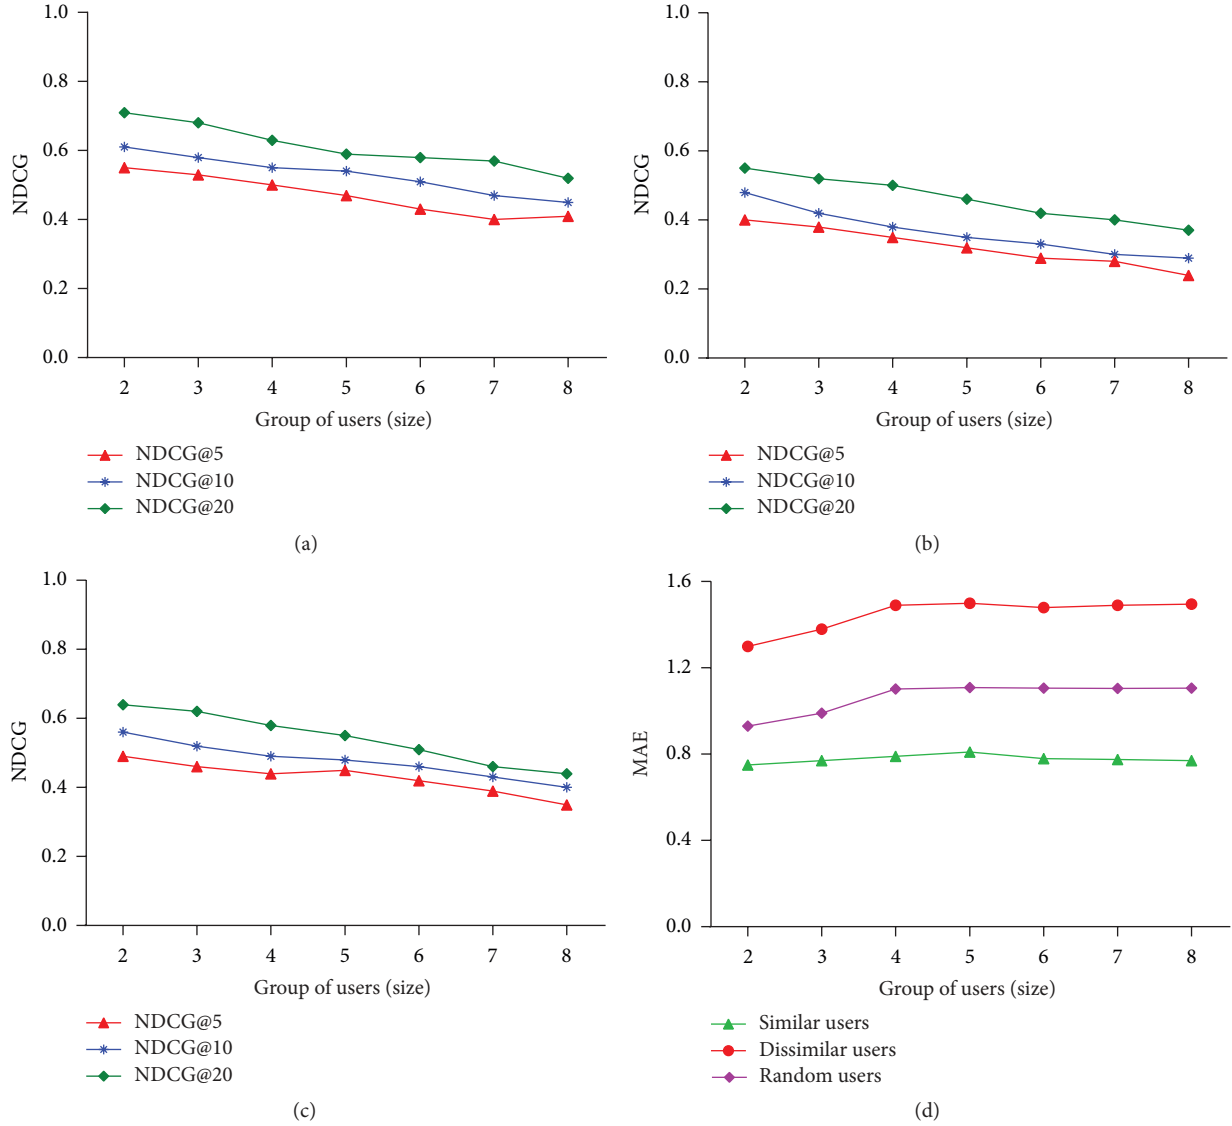 1.0
0.8
0.6
0.4
0.2
0.0
NDCG
2 3 4 5 6 7 8
Group of users (size)
NDCG@5
NDCG@10
NDCG@20
(a)
1.0
0.8
0.6
0.4
0.2
0.0
NDCG
2 3 4 5 6 7 8
Group of users (size)
NDCG@5
NDCG@10
NDCG@20
(b)
1.0
0.8
0.6
0.4
0.2
0.0
NDCG
2 3 4 5 6 7 8
Group of users (size)
NDCG@5
NDCG@10
NDCG@20
(c)
1.6
1.2
0.8
0.4
0.0
MAE
2 3 4 5 6 7 8
Group of users (size)
Similar users
Dissimilar users
Random users
(d)